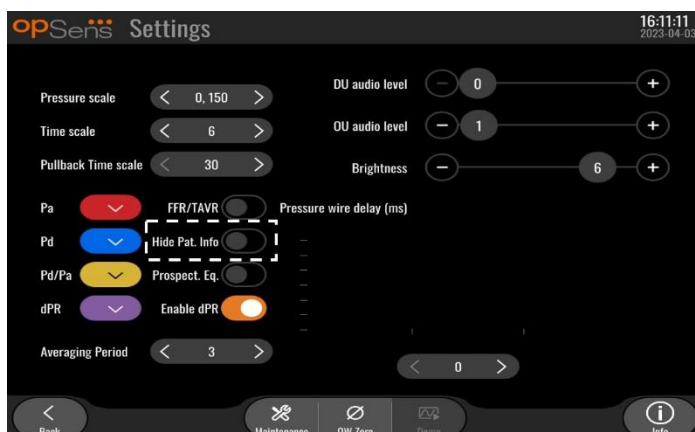 opSens Settings
16:11:11
2023-04-03
Pressure scale < 0, 150 >
Time scale < 6 >
Pullback Time scale < 30 >
DU audio level − 0 +
OU audio level − 1 +
Brightness − 6 +
Pa FFR/TAVR Pressure wire delay (ms)
Pd Hide Pat. Info
Pd/Pa Prospect. Eq.
dPR Enable dPR
Averaging Period < 3 >
< 0 >
Back Maintenance OW Zero Demo Info